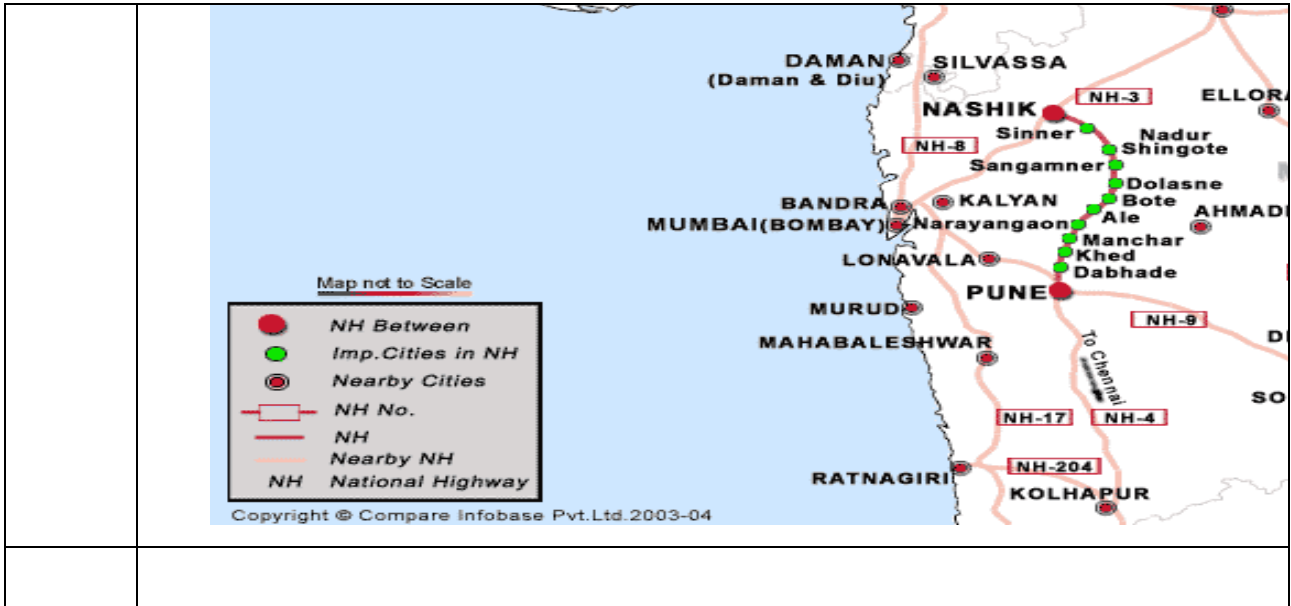 DAMAN
(Daman & Diu)
SILVASSA
NH-3
ELLORA
NASHIK
Sinner
Nadur
Shingote
NH-8
Sangamner
Dolasne
Bote
BANDRA
KALYAN
Ale
AHMADI
MUMBAI(BOMBAY)
Narayangaon
Manchar
LONAVALA
Khed
Dabhade
Map not to Scale
PUNE
MURUD
NH-9
NH Between
MAHABALESHWAR
To Chennai
Imp.Cities in NH
Nearby Cities
NH No.
NH-17
NH-4
SO
NH
Nearby NH
NH-204
RATNAGIRI
NH National Highway
KOLHAPUR
Copyright © Compare Infobase Pvt.Ltd.2003-04